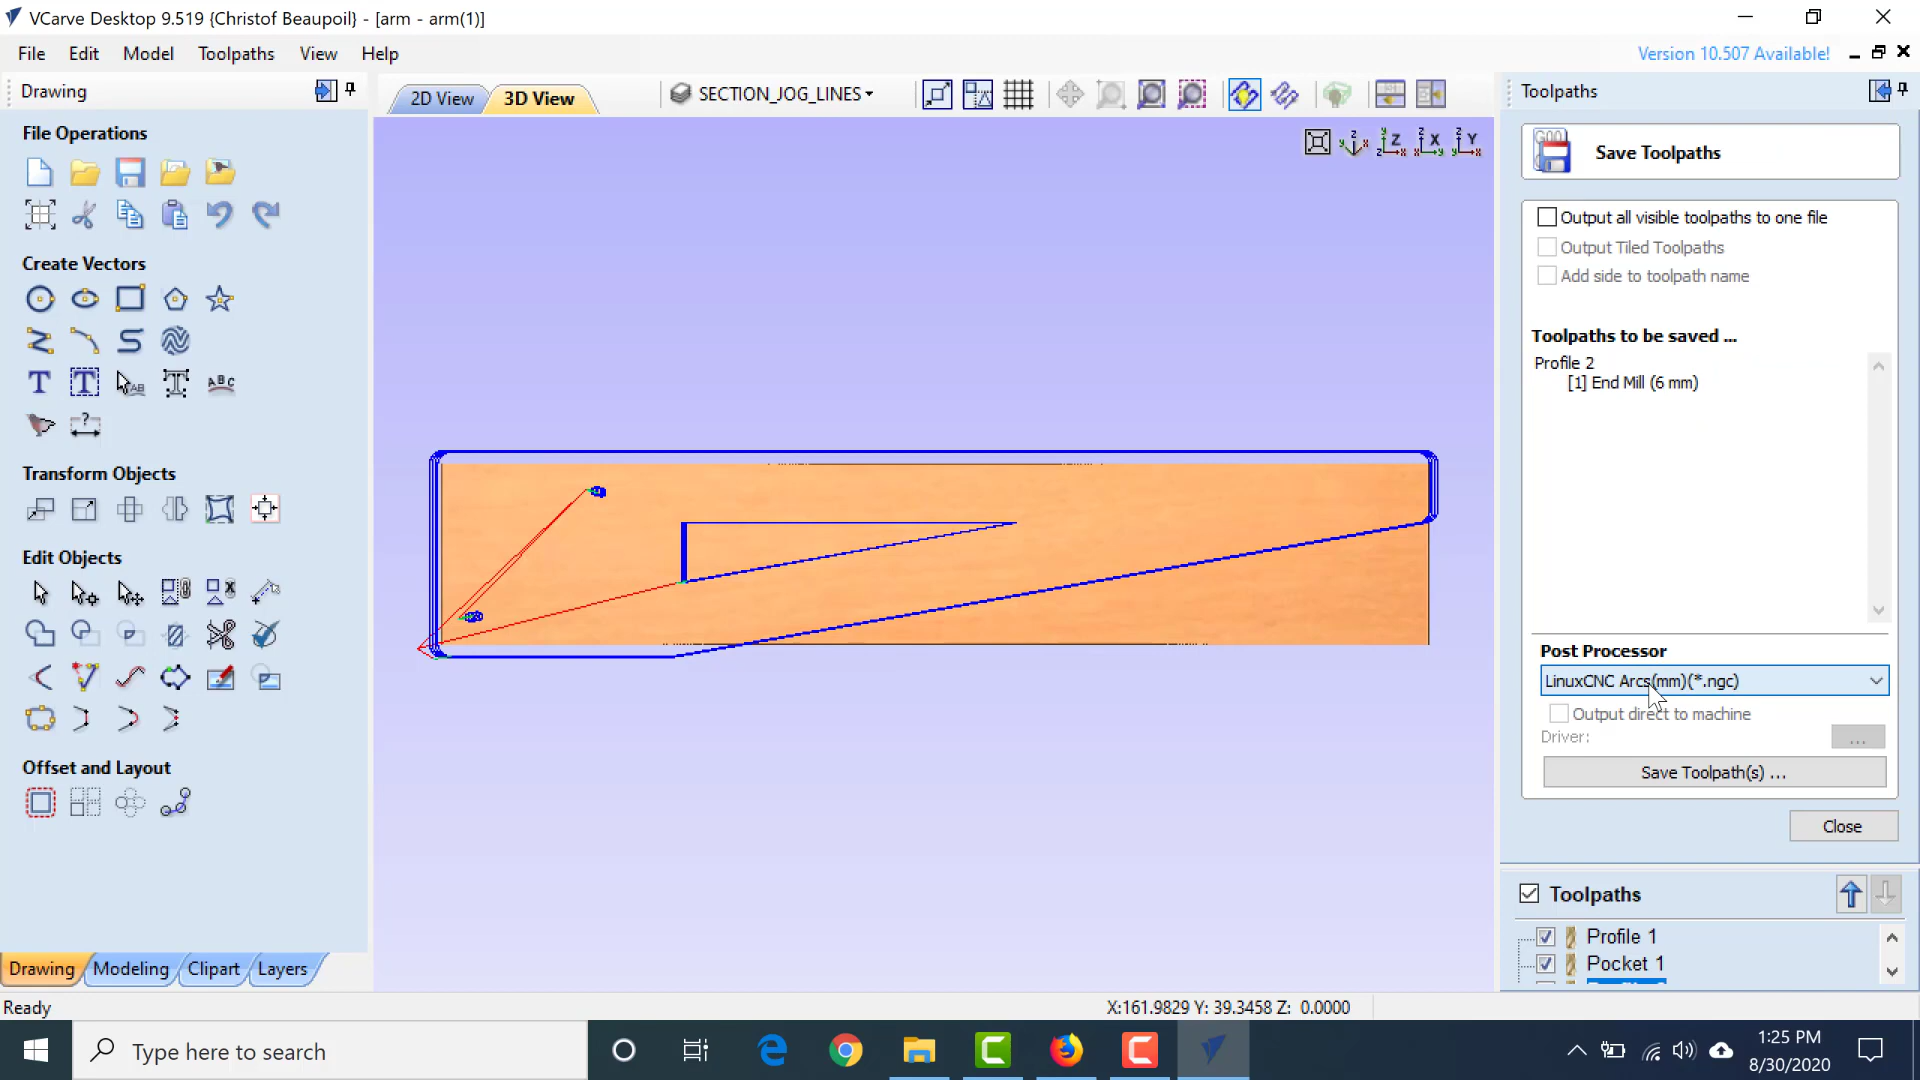 VCarve Desktop 9.519 {Christof Beaupoil} - [arm - arm(1)]
File Edit Model Toolpaths View Help
Version 10.507 Available!
Drawing
File Operations
Create Vectors
Transform Objects
Edit Objects
Offset and Layout
Drawing Modeling Clipart Layers
2D View 3D View SECTION_JOG_LINES
Toolpaths
Save Toolpaths
Output all visible toolpaths to one file
Output Tiled Toolpaths
Add side to toolpath name
Toolpaths to be saved ...
Profile 2
[1] End Mill (6 mm)
Post Processor
LinuxCNC Arcs(mm)(*.ngc)
Output direct to machine
Driver:
...
Save Toolpath(s) ...
Close
Toolpaths
Profile 1
Pocket 1
Ready
X:161.9829 Y: 39.3458 Z: 0.0000
Type here to search
1:25 PM
8/30/2020